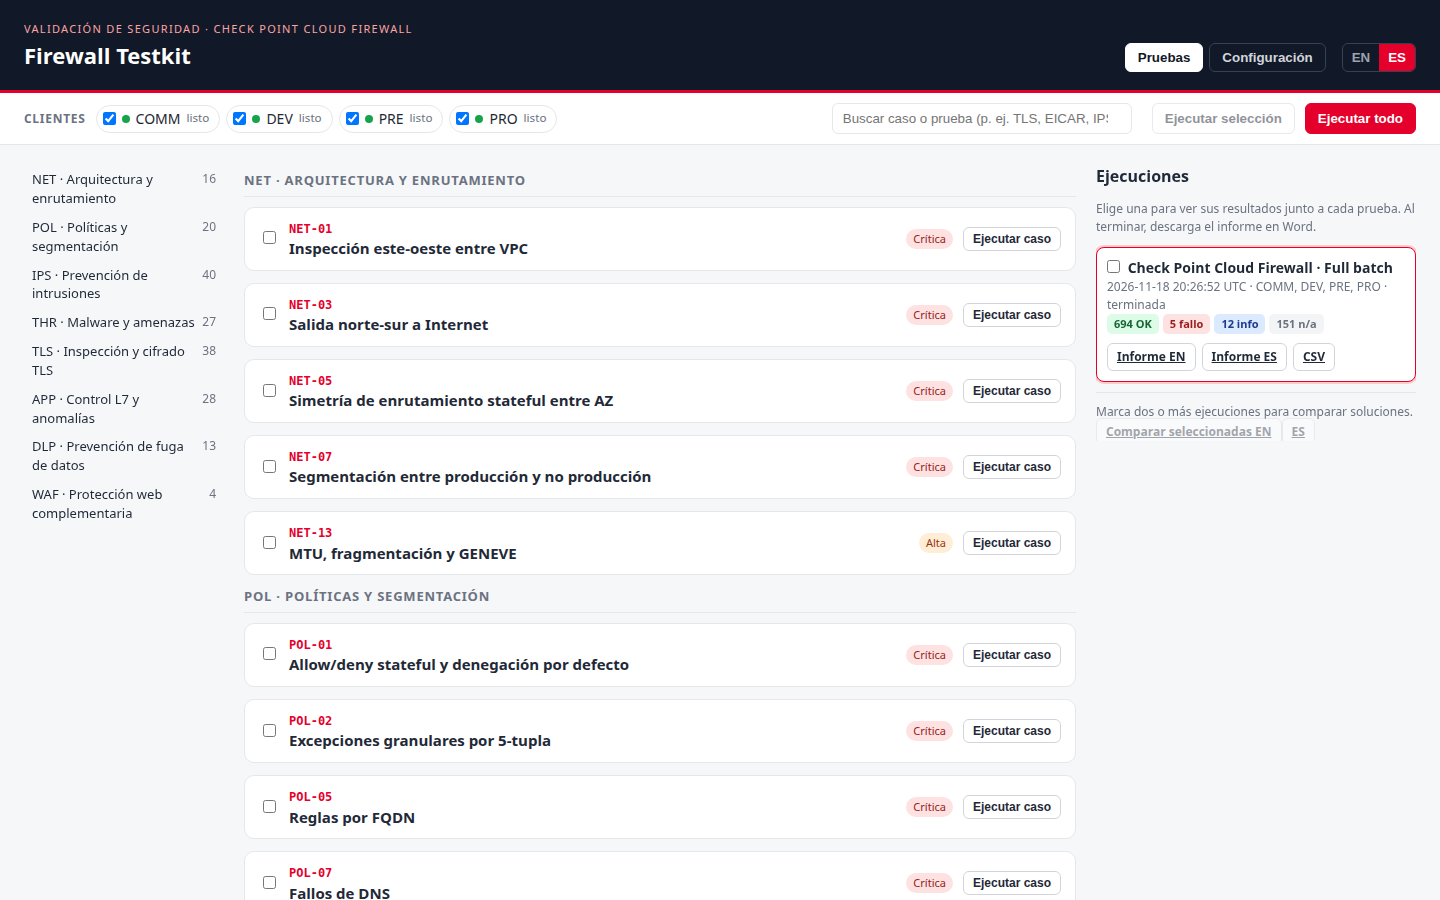 VALIDACIÓN DE SEGURIDAD · CHECK POINT CLOUD FIREWALL
Firewall Testkit
Pruebas
Configuración
EN
ES
CLIENTES
COMM listo
DEV listo
PRE listo
PRO listo
Buscar caso o prueba (p. ej. TLS, EICAR, IPS
Ejecutar selección
Ejecutar todo
NET · Arquitectura y enrutamiento 16
POL · Políticas y segmentación 20
IPS · Prevención de intrusiones 40
THR · Malware y amenazas 27
TLS · Inspección y cifrado TLS 38
APP · Control L7 y anomalías 28
DLP · Prevención de fuga de datos 13
WAF · Protección web complementaria 4
NET · ARQUITECTURA Y ENRUTAMIENTO
NET-01
Inspección este-oeste entre VPC
Crítica
Ejecutar caso
NET-03
Salida norte-sur a Internet
Crítica
Ejecutar caso
NET-05
Simetría de enrutamiento stateful entre AZ
Crítica
Ejecutar caso
NET-07
Segmentación entre producción y no producción
Crítica
Ejecutar caso
NET-13
MTU, fragmentación y GENEVE
Alta
Ejecutar caso
POL · POLÍTICAS Y SEGMENTACIÓN
POL-01
Allow/deny stateful y denegación por defecto
Crítica
Ejecutar caso
POL-02
Excepciones granulares por 5-tupla
Crítica
Ejecutar caso
POL-05
Reglas por FQDN
Crítica
Ejecutar caso
POL-07
Fallos de DNS
Crítica
Ejecutar caso
Ejecuciones
Elige una para ver sus resultados junto a cada prueba. Al
terminar, descarga el informe en Word.
Check Point Cloud Firewall · Full batch
2026-11-18 20:26:52 UTC · COMM, DEV, PRE, PRO ·
terminada
694 OK
5 fallo
12 info
151 n/a
Informe EN
Informe ES
CSV
Marca dos o más ejecuciones para comparar soluciones.
Comparar seleccionadas EN
ES